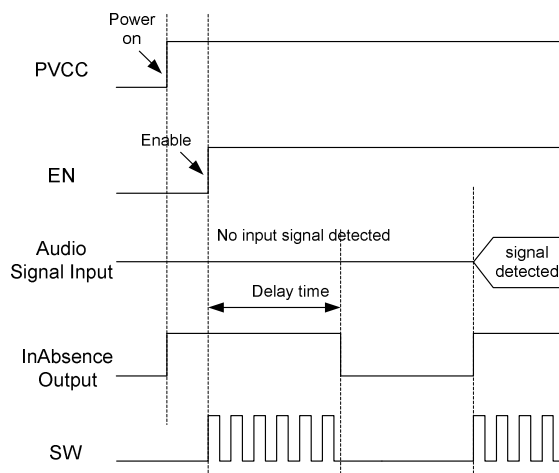 Power
on
PVCC
Enable
EN
No input signal detected
Audio
Signal Input
signal
detected
Delay time
InAbsence
Output
SW